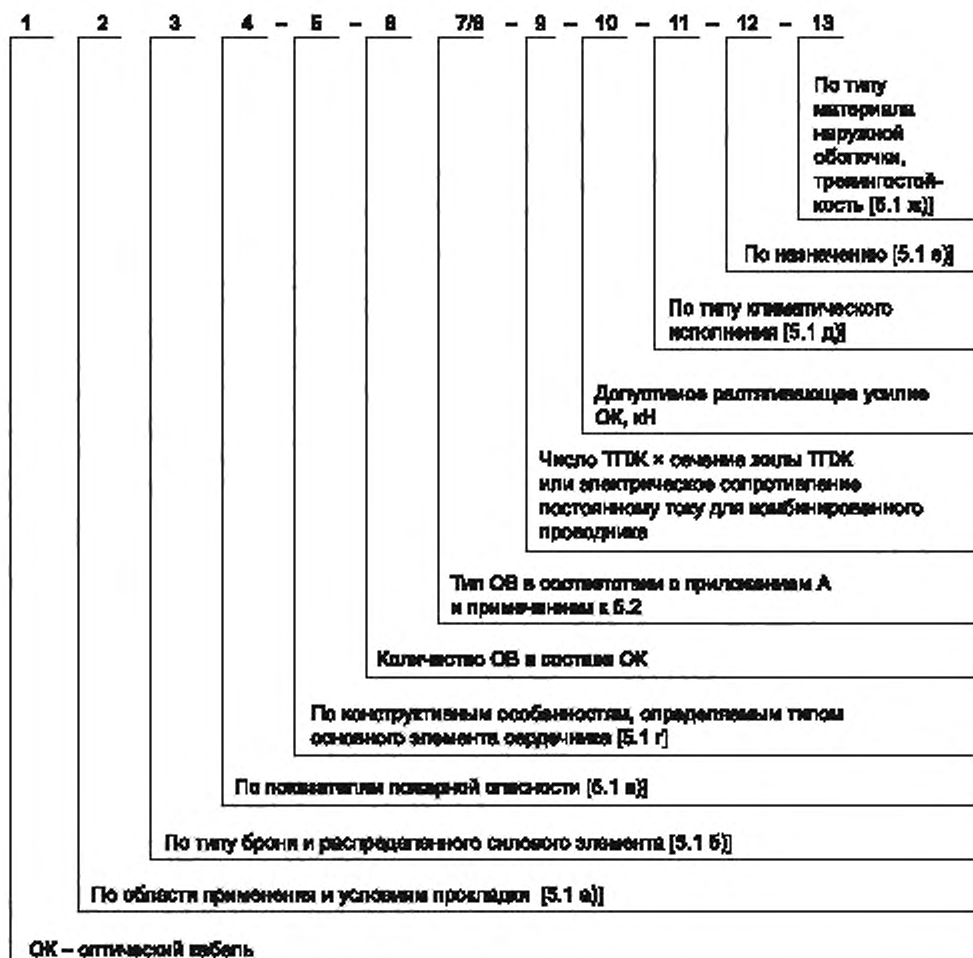 1 2 3 4 – 5 – 6 7/8 – 9 – 10 – 11 – 12 – 13
По типу
материала
наружной
оболочки,
трекингостой-
кость [5.1 ж)]
По назначению [5.1 е)]
По типу климатического
исполнения [5.1 д)]
Допустимое растягивающее усилие
ОК, кН
Число ТПЖ × сечение жилы ТПЖ
или электрическое сопротивление
постоянному току для комбинированного
проводника
Тип ОВ в соответствии с приложением А
и примечанием к 5.2
Количество ОВ в составе ОК
По конструктивным особенностям, определяемым типом
основного элемента сердечника [5.1 г]
По показателям пожарной опасности [5.1 в)]
По типу брони и распределенного силового элемента [5.1 б)]
По области применения и условиям прокладки [5.1 а)]
ОК – оптический кабель